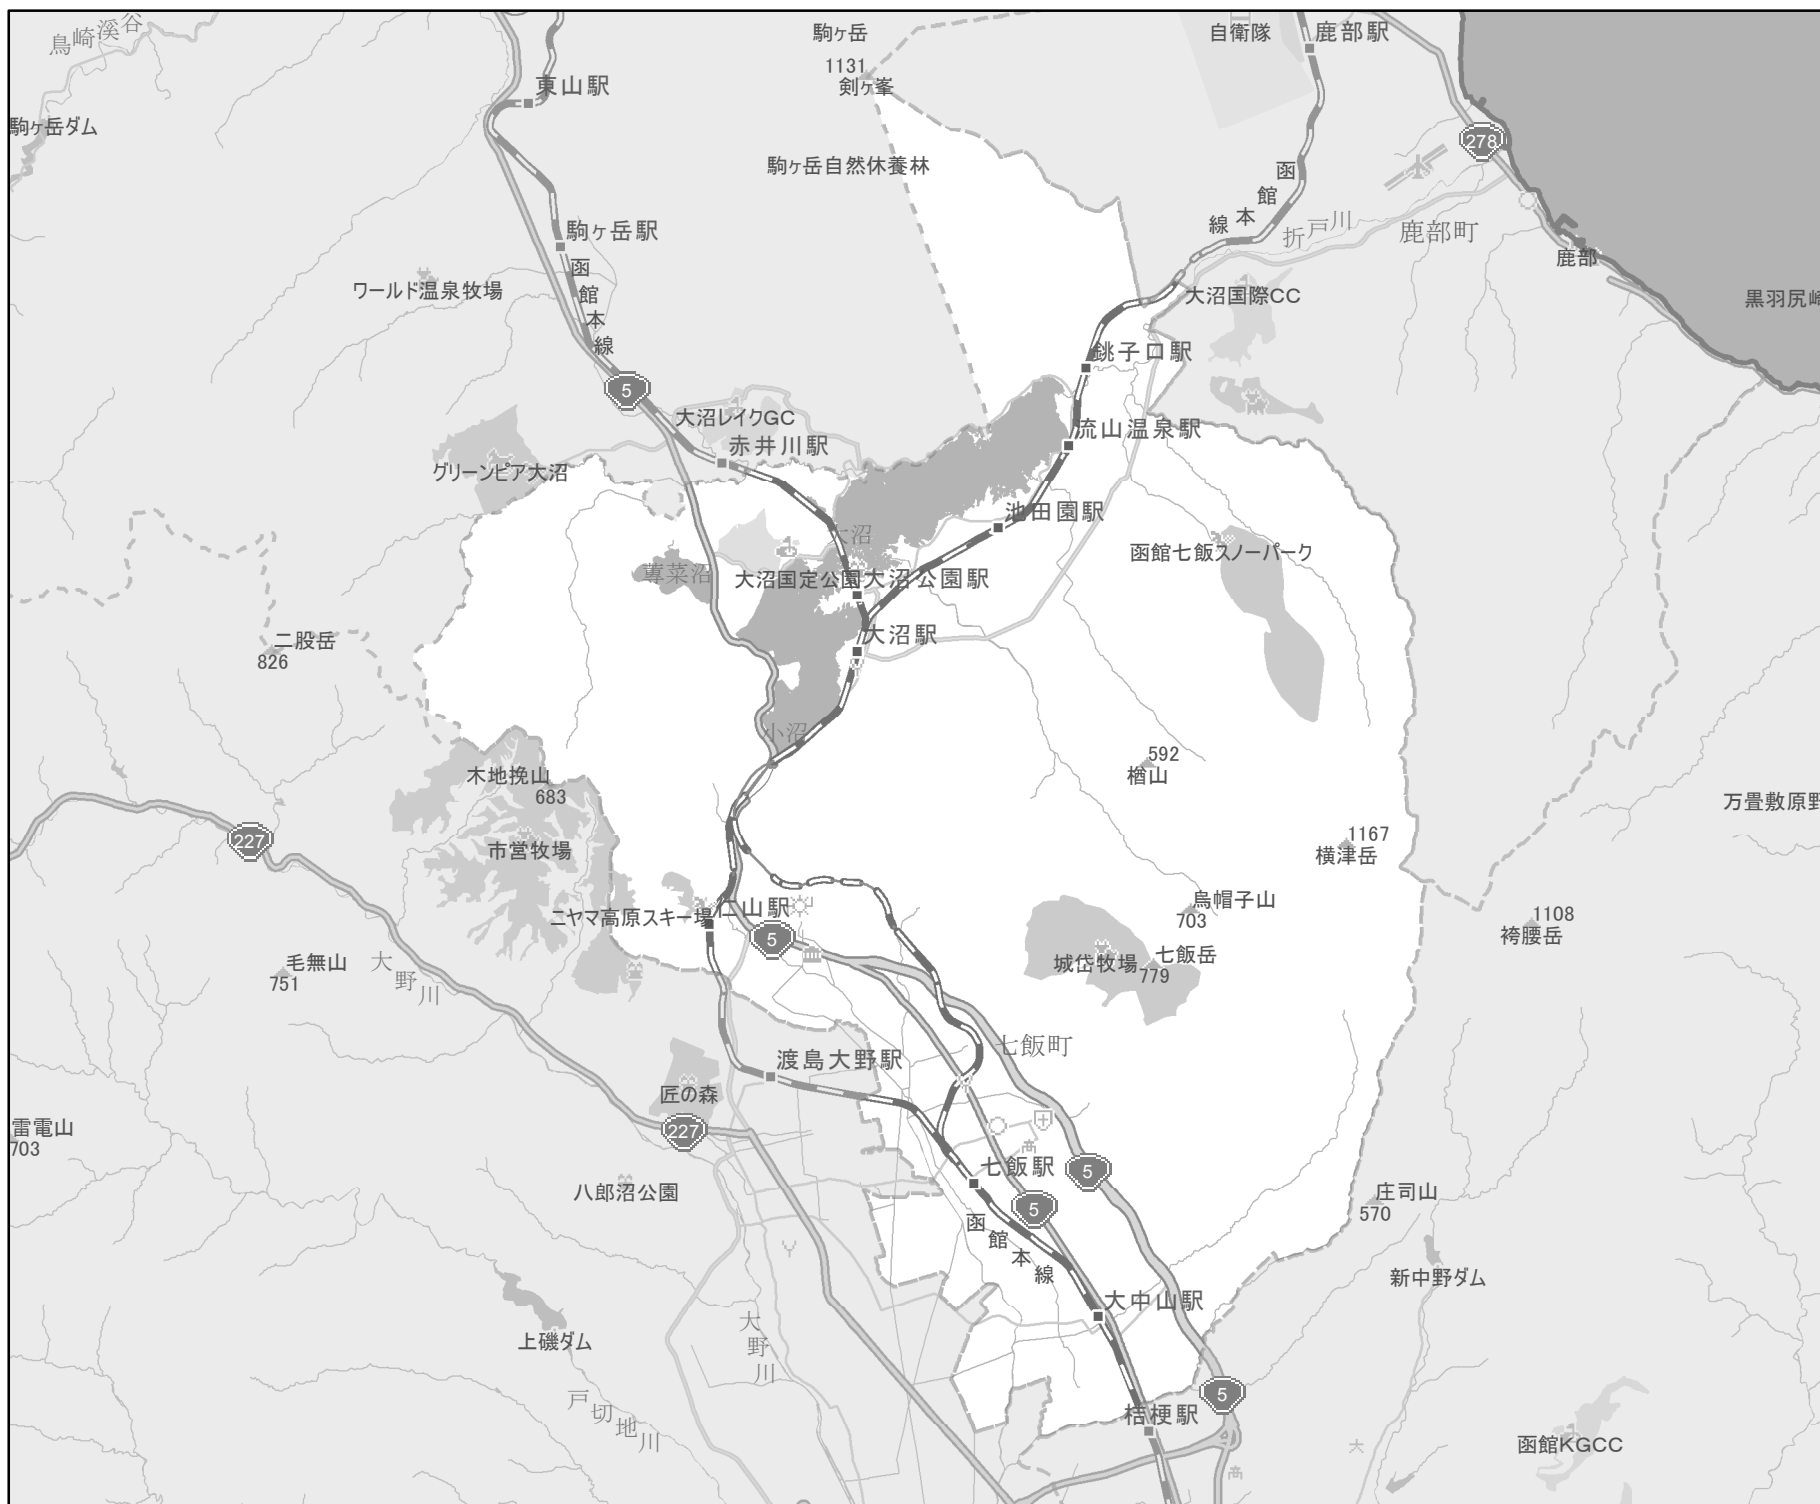 鳥崎渓谷
駒ヶ岳
1131
剣ヶ峯
自衛隊
鹿部駅
東山駅
駒ヶ岳ダム
278
駒ヶ岳自然休養林
函館本線
折戸川
鹿部町
鹿部
駒ヶ岳駅
函館本線
ワールド温泉牧場
大沼国際CC
銚子口駅
5
大沼レイクGC
流山温泉駅
赤井川駅
グリーンピア大沼
池田園駅
大沼
函館七飯スノーパーク
蓴菜沼
大沼国定公園
大沼公園駅
大沼駅
二股岳
826
小沼
592
楢山
木地挽山
683
227
市営牧場
1167
横津岳
万畳敷原野
烏帽子山
703
ニヤマ高原スキー場
仁山駅
5
1108
袴腰岳
毛無山
751
大野川
城岱牧場
七飯岳
779
七飯町
渡島大野駅
匠の森
雷電山
703
227
七飯駅
5
八郎沼公園
5
庄司山
570
函館本線
新中野ダム
大中山駅
上磯ダム
大野川
戸切地川
5
桔梗駅
函館KGCC